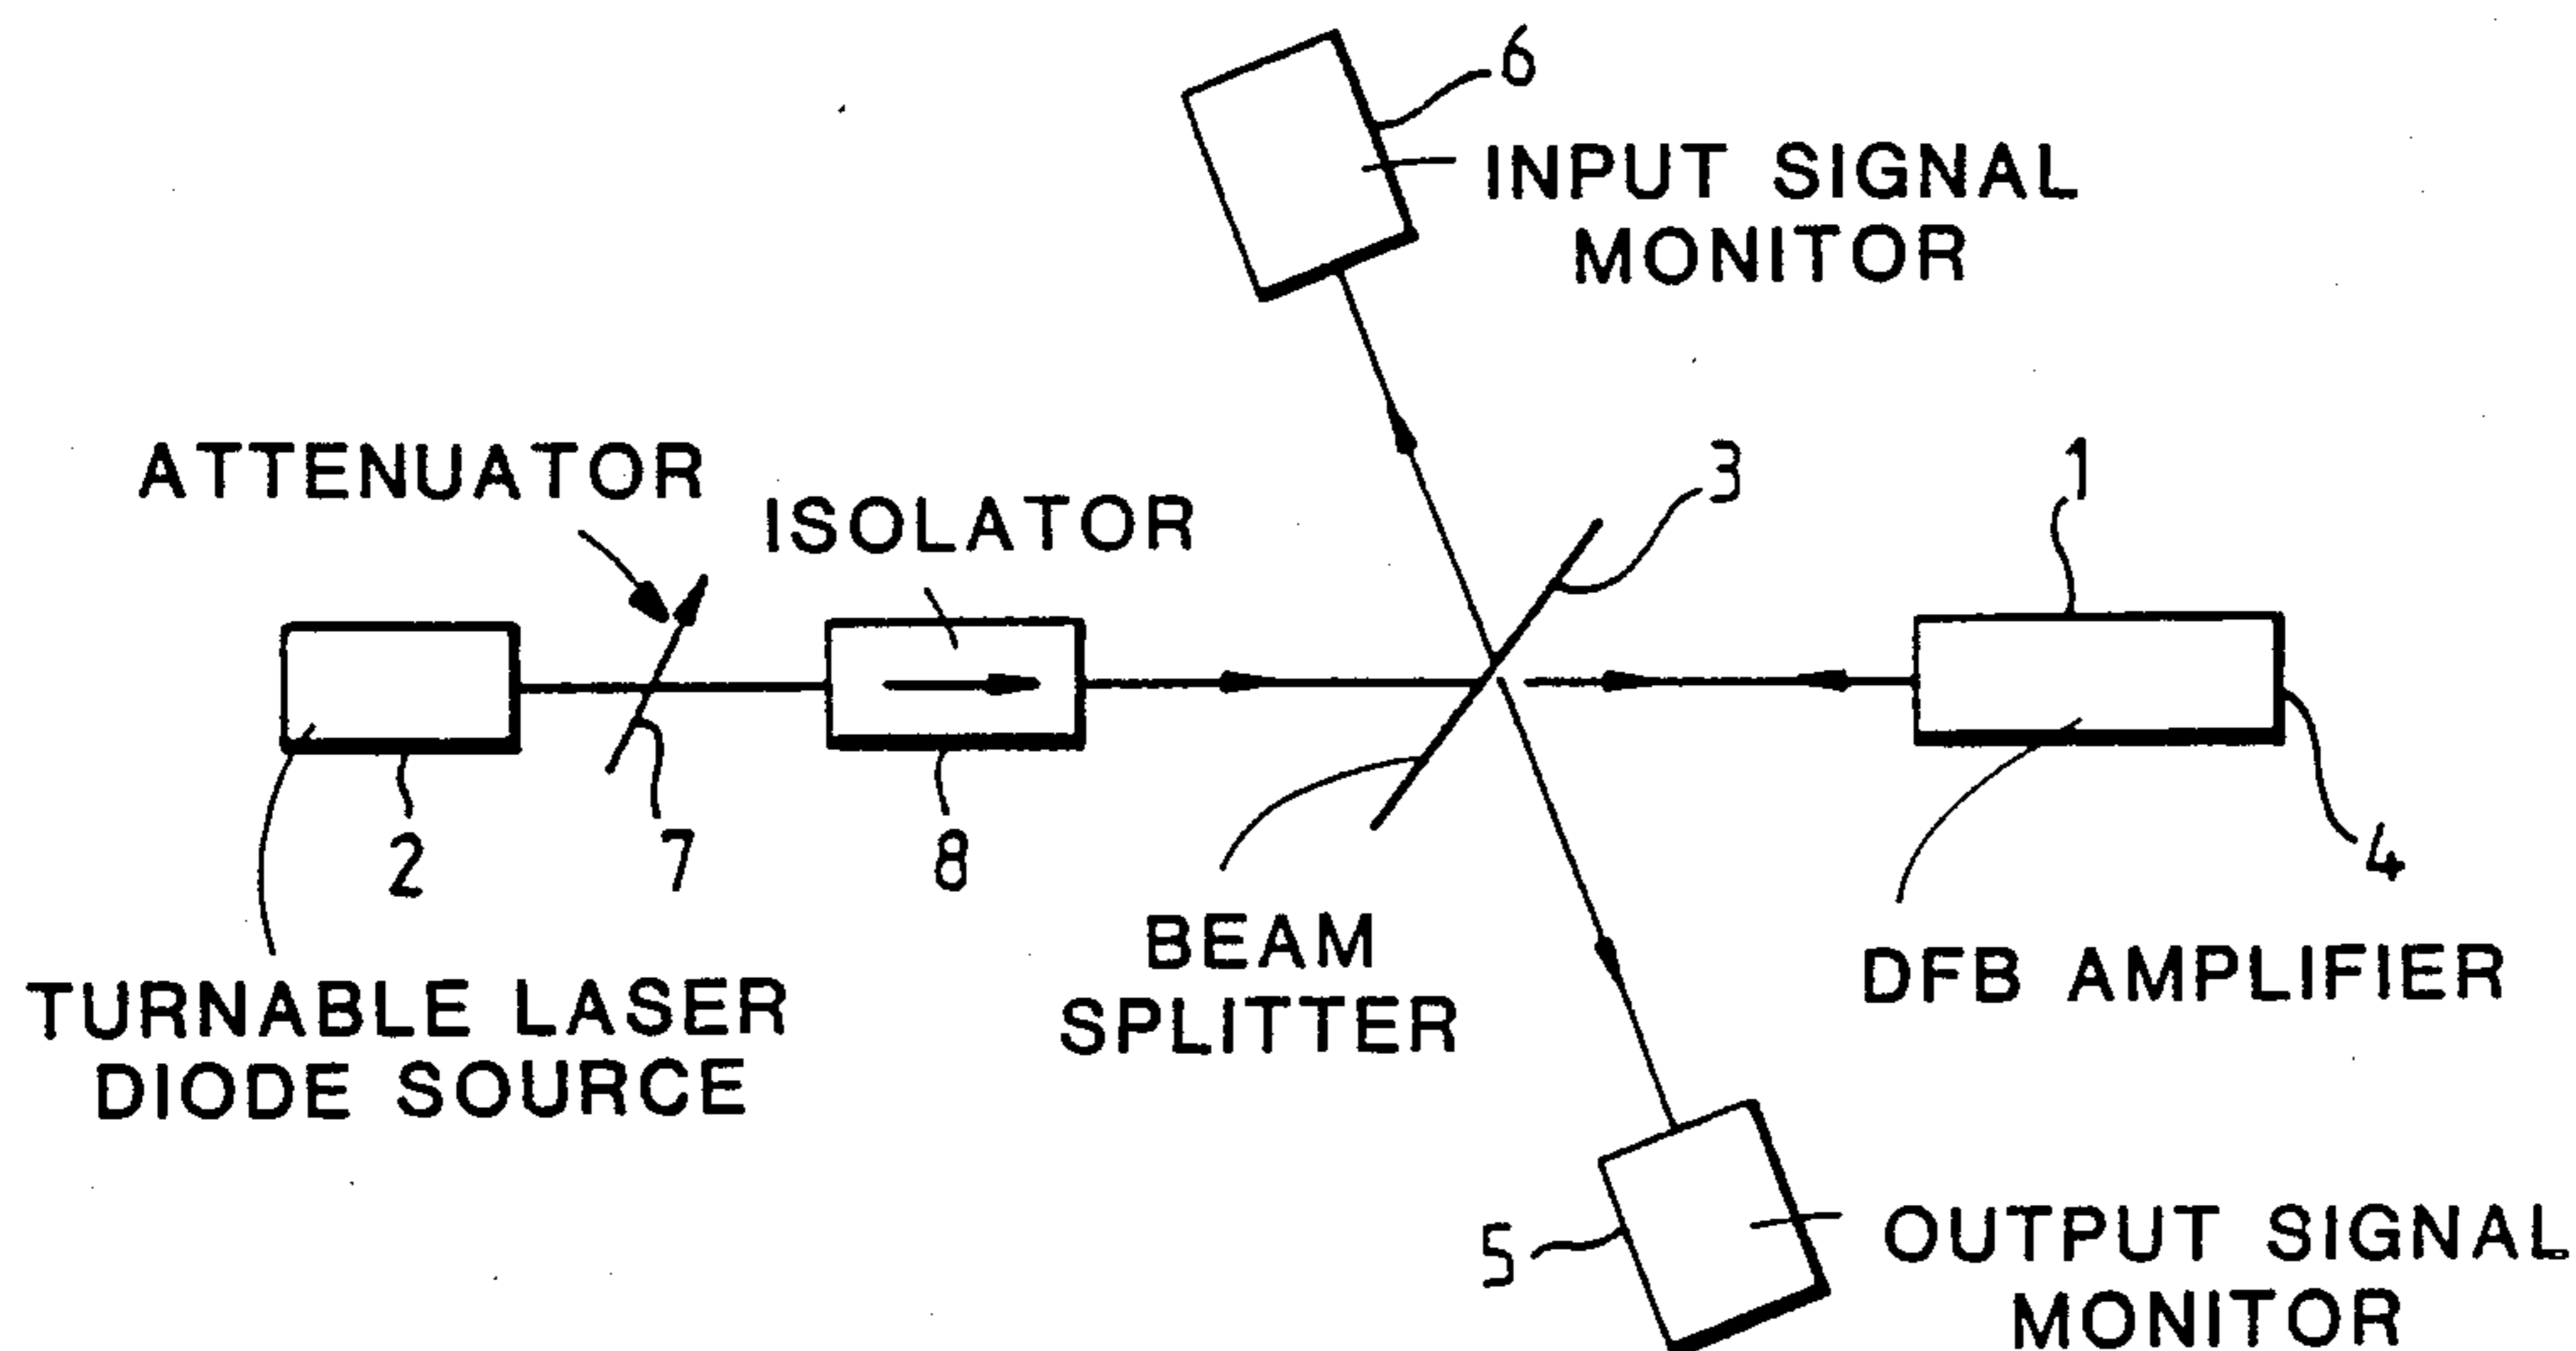 6
INPUT SIGNAL
MONITOR
ATTENUATOR
ISOLATOR
3
1
2
7
8
4
BEAM
SPLITTER
DFB AMPLIFIER
TURNABLE LASER
DIODE SOURCE
5
OUTPUT SIGNAL
MONITOR